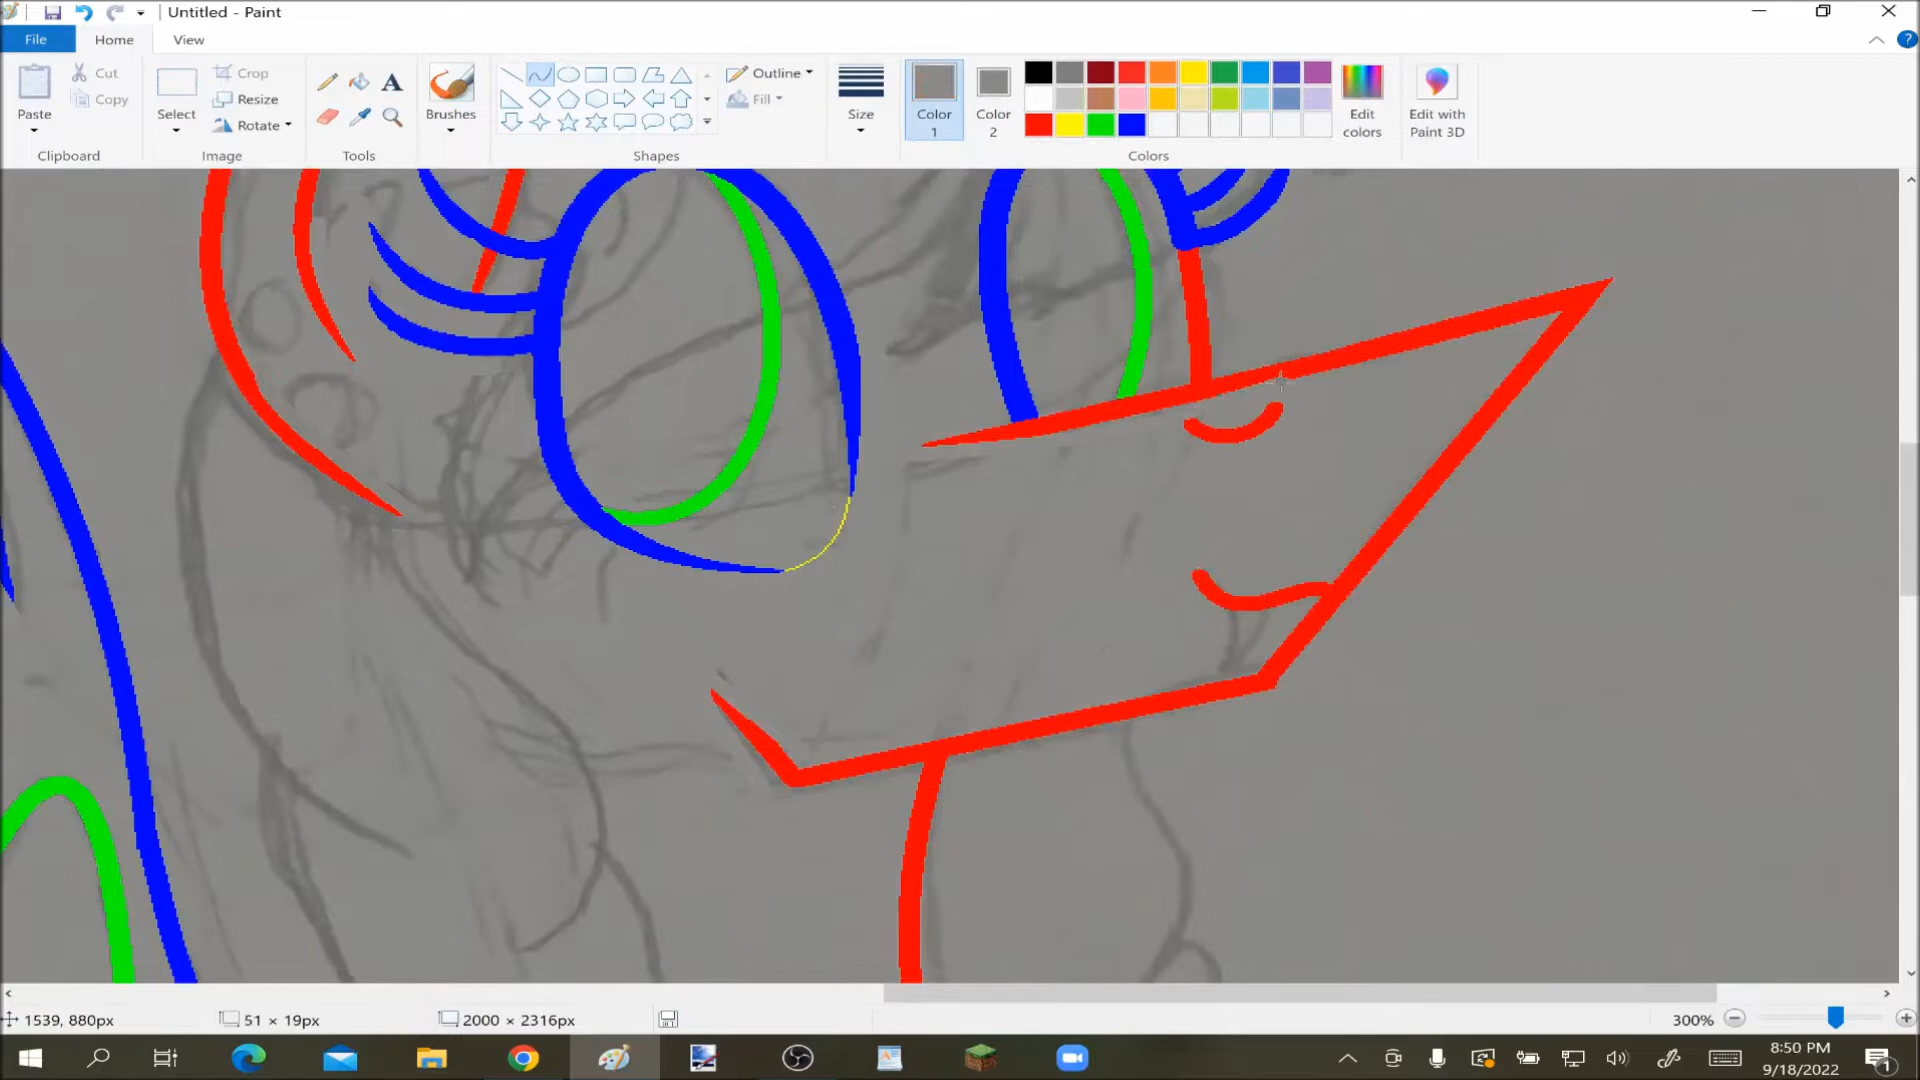 Untitled - Paint
File
Home
View
Paste
Cut
Copy
Clipboard
Select
Crop
Resize
Rotate
Image
A
Tools
Brushes
Outline
Fill
Shapes
Size
Color
1
Color
2
Edit
colors
Edit with
Paint 3D
Colors
?
1539, 880px
51 × 19px
2000 × 2316px
300%
8:50 PM
9/18/2022
1